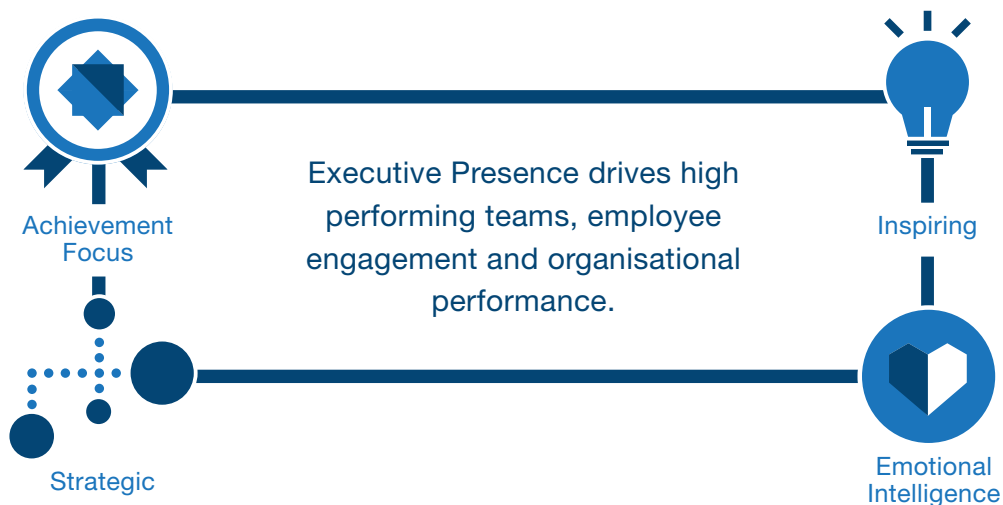 Executive Presence drives high
performing teams, employee
engagement and organisational
performance.
Achievement
Focus
Inspiring
Strategic
Emotional
Intelligence